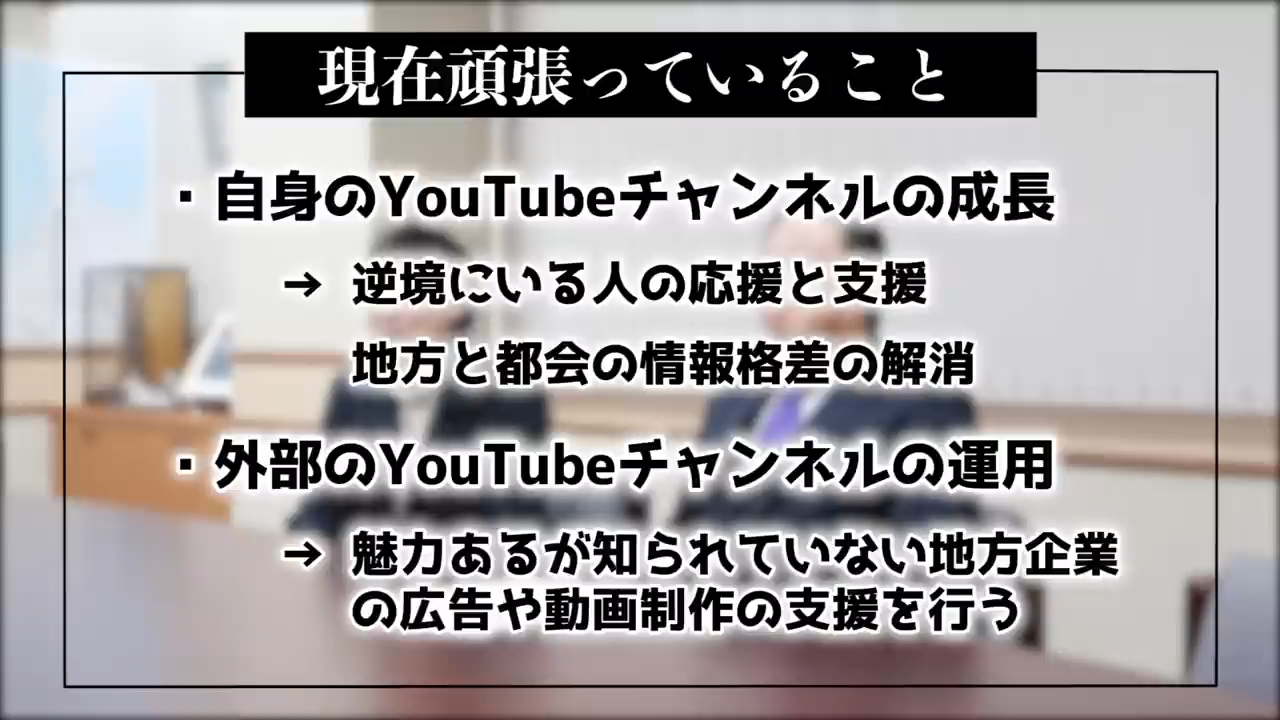 現在頑張っていること
・自身のYouTubeチャンネルの成長
→ 逆境にいる人の応援と支援
地方と都会の情報格差の解消
・外部のYouTubeチャンネルの運用
→ 魅力あるが知られていない地方企業
の広告や動画制作の支援を行う